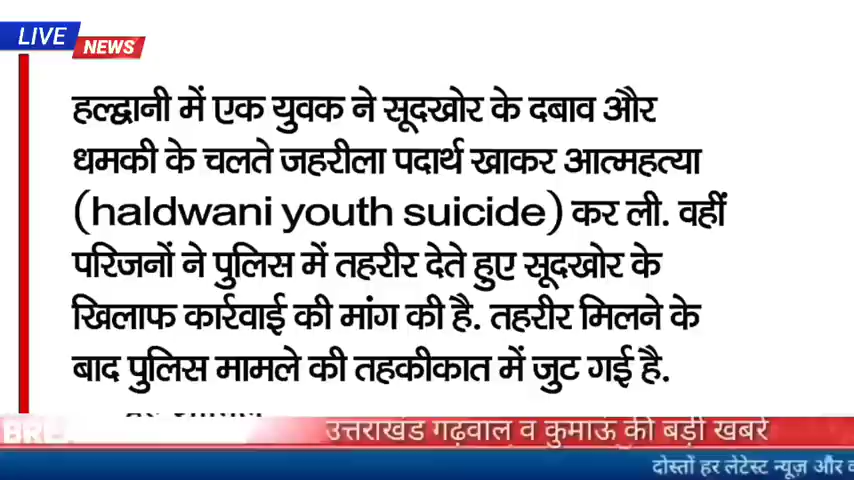 LIVE
NEWS
हल्द्वानी में एक युवक ने सूदखोर के दबाव और
धमकी के चलते जहरीला पदार्थ खाकर आत्महत्या
(haldwani youth suicide) कर ली. वहीं
परिजनों ने पुलिस में तहरीर देते हुए सूदखोर के
खिलाफ कार्रवाई की मांग की है. तहरीर मिलने के
बाद पुलिस मामले की तहकीकात में जुट गई है.
उत्तराखंड गढ़वाल व कुमाऊं की बड़ी खबरें
दोस्तों हर लेटेस्ट न्यूज़ और